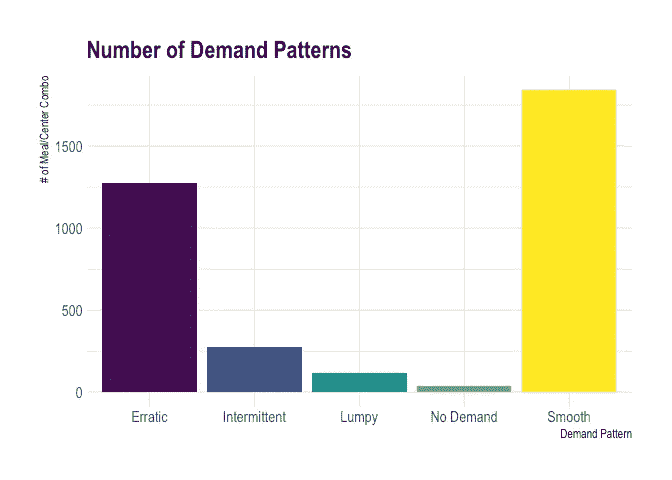 Number of Demand Patterns
# of Meal/Center Combo
1500
1000
500
0
Erratic Intermittent Lumpy No Demand Smooth
Demand Pattern